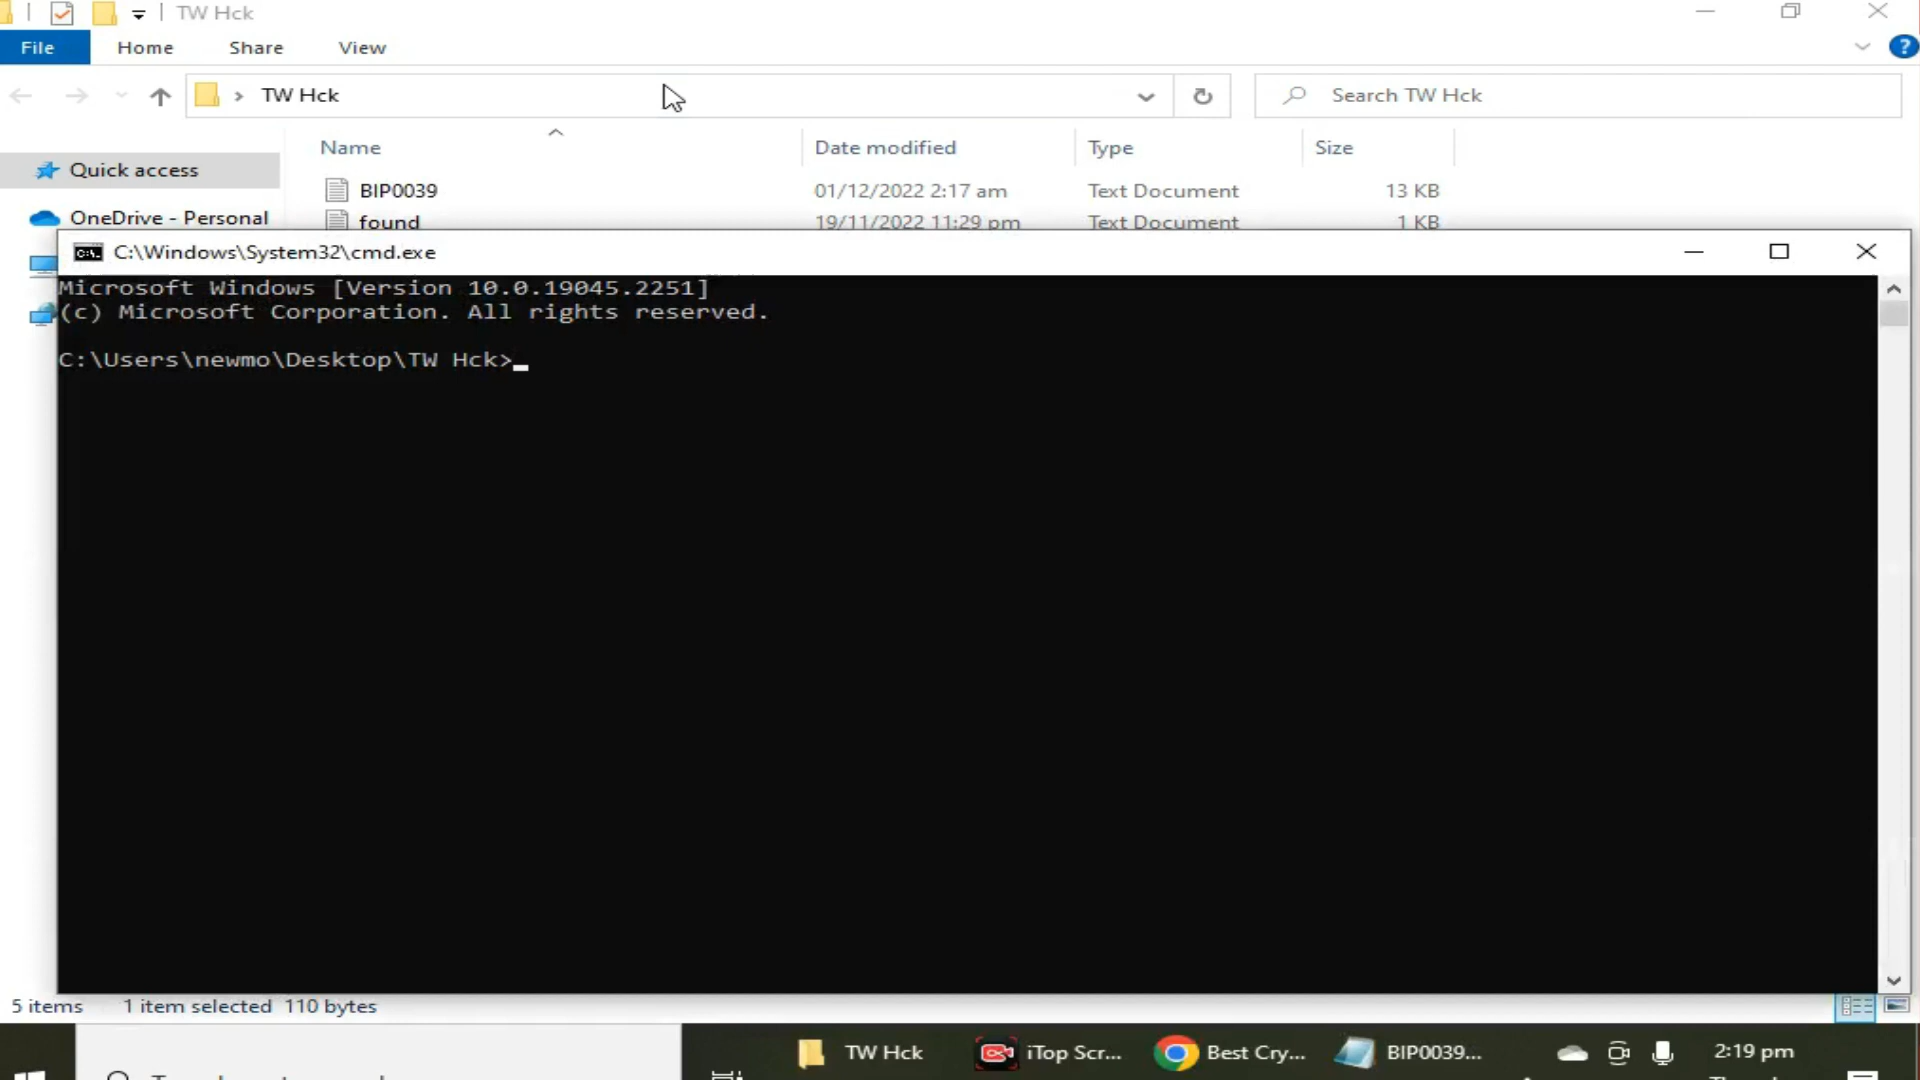 TW Hck
File Home Share View
TW Hck
Search TW Hck
Name Date modified Type Size
Quick access
BIP0039 01/12/2022 2:17 am Text Document 13 KB
OneDrive - Personal
found 19/11/2022 11:29 pm Text Document 1 KB
C:\Windows\System32\cmd.exe
Microsoft Windows [Version 10.0.19045.2251]
(c) Microsoft Corporation. All rights reserved.
C:\Users\newmo\Desktop\TW Hck>
5 items 1 item selected 110 bytes
TW Hck iTop Scr... Best Cry... BIP0039... 2:19 pm